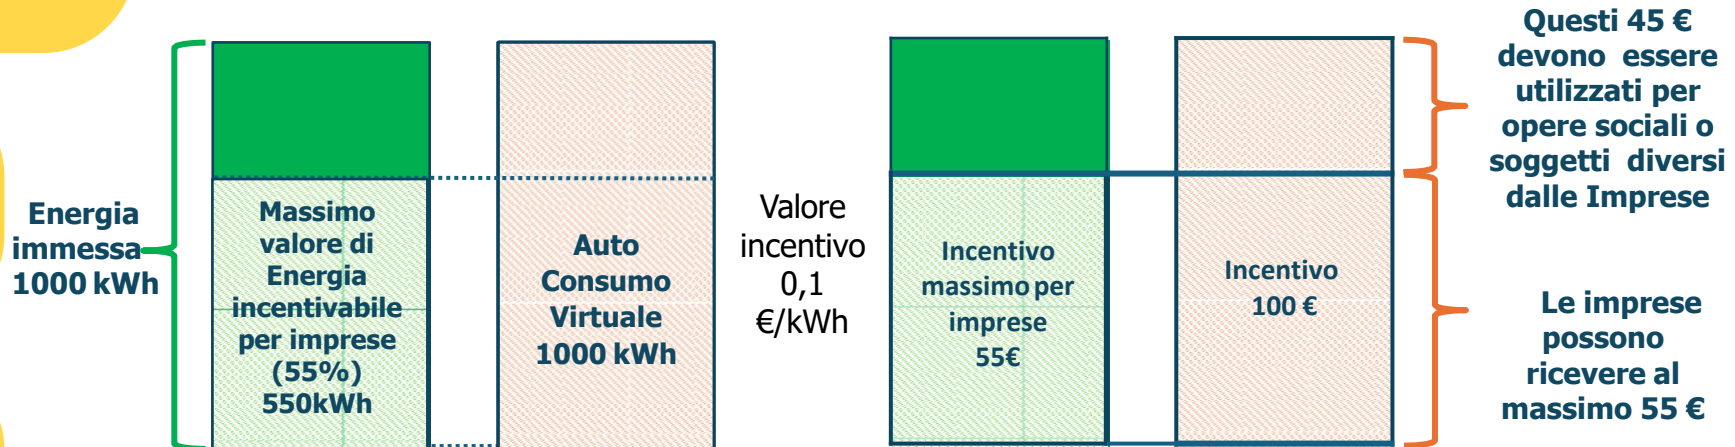 Energia
immessa
1000 kWh
Massimo
valore di
Energia
incentivabile
per imprese
(55%)
550kWh
Auto
Consumo
Virtuale
1000 kWh
Valore
incentivo
0,1
€/kWh
Incentivo
massimo per
imprese
55€
Incentivo
100 €
Questi 45 €
devono essere
utilizzati per
opere sociali o
soggetti diversi
dalle Imprese
Le imprese
possono
ricevere al
massimo 55 €